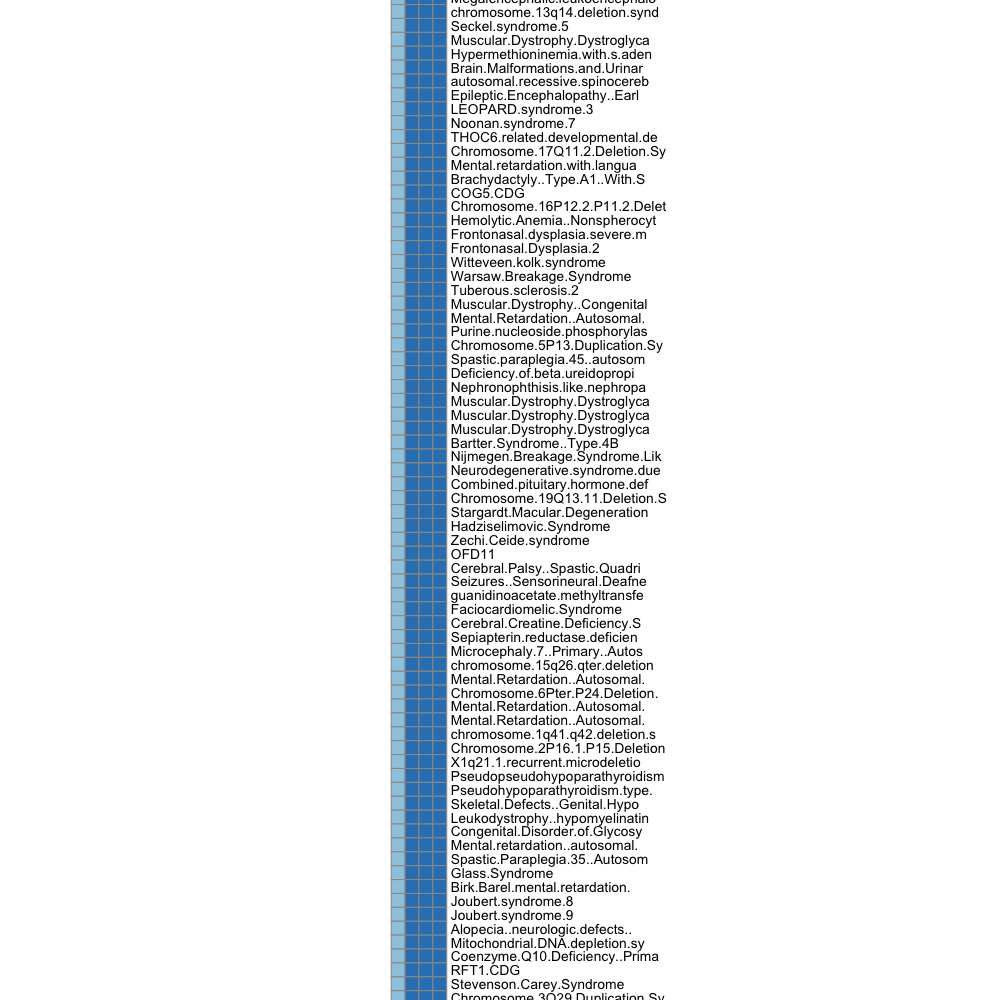 Megalencephalic.leukoencephalo
chromosome.13q14.deletion.synd
Seckel.syndrome.5
Muscular.Dystrophy.Dystroglyca
Hypermethioninemia.with.s.aden
Brain.Malformations.and.Urinar
autosomal.recessive.spinocereb
Epileptic.Encephalopathy..Earl
LEOPARD.syndrome.3
Noonan.syndrome.7
THOC6.related.developmental.de
Chromosome.17Q11.2.Deletion.Sy
Mental.retardation.with.langua
Brachydactyly..Type.A1..With.S
COG5.CDG
Chromosome.16P12.2.P11.2.Delet
Hemolytic.Anemia..Nonspherocyt
Frontonasal.dysplasia.severe.m
Frontonasal.Dysplasia.2
Witteveen.kolk.syndrome
Warsaw.Breakage.Syndrome
Tuberous.sclerosis.2
Muscular.Dystrophy..Congenital
Mental.Retardation..Autosomal.
Purine.nucleoside.phosphorylas
Chromosome.5P13.Duplication.Sy
Spastic.paraplegia.45..autosom
Deficiency.of.beta.ureidopropi
Nephronophthisis.like.nephropa
Muscular.Dystrophy.Dystroglyca
Muscular.Dystrophy.Dystroglyca
Muscular.Dystrophy.Dystroglyca
Bartter.Syndrome..Type.4B
Nijmegen.Breakage.Syndrome.Lik
Neurodegenerative.syndrome.due
Combined.pituitary.hormone.def
Chromosome.19Q13.11.Deletion.S
Stargardt.Macular.Degeneration
Hadziselimovic.Syndrome
Zechi.Ceide.syndrome
OFD11
Cerebral.Palsy..Spastic.Quadri
Seizures..Sensorineural.Deafne
guanidinoacetate.methyltransfe
Faciocardiomelic.Syndrome
Cerebral.Creatine.Deficiency.S
Sepiapterin.reductase.deficien
Microcephaly.7..Primary..Autos
chromosome.15q26.qter.deletion
Mental.Retardation..Autosomal.
Chromosome.6Pter.P24.Deletion.
Mental.Retardation..Autosomal.
Mental.Retardation..Autosomal.
chromosome.1q41.q42.deletion.s
Chromosome.2P16.1.P15.Deletion
X1q21.1.recurrent.microdeletio
Pseudopseudohypoparathyroidism
Pseudohypoparathyroidism.type.
Skeletal.Defects..Genital.Hypo
Leukodystrophy..hypomyelinatin
Congenital.Disorder.of.Glycosy
Mental.retardation..autosomal.
Spastic.Paraplegia.35..Autosom
Glass.Syndrome
Birk.Barel.mental.retardation.
Joubert.syndrome.8
Joubert.syndrome.9
Alopecia..neurologic.defects..
Mitochondrial.DNA.depletion.sy
Coenzyme.Q10.Deficiency..Prima
RFT1.CDG
Stevenson.Carey.Syndrome
Chromosome.3Q29.Duplication.Sy